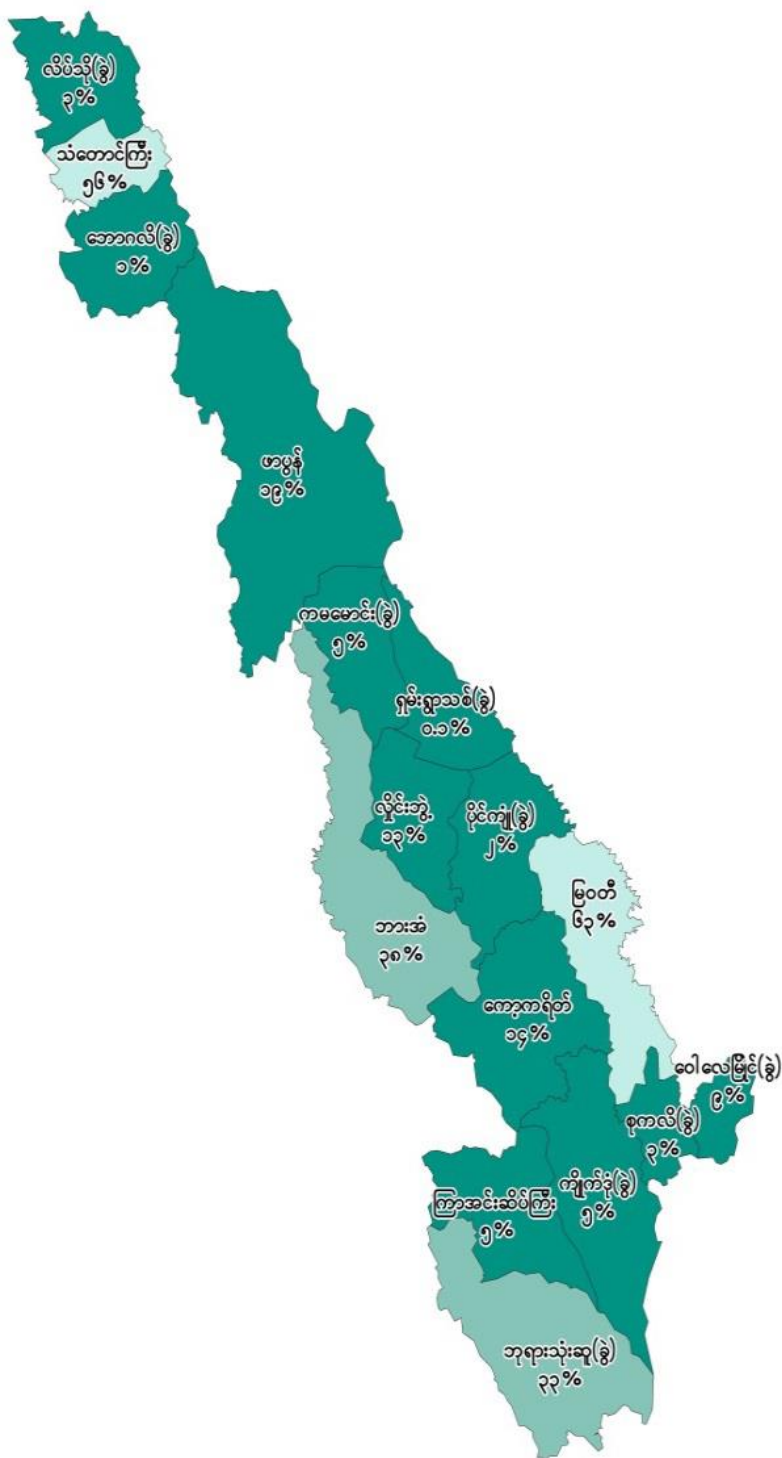 လိပ်သို(ခွဲ)
၃%
သံတောင်ကြီး
၅၆%
ဘောဂလိ(ခွဲ)
၁%
ဖာပွန်
၁၉%
ကမမောင်း(ခွဲ)
၅%
ရှမ်းရွာသစ်(ခွဲ)
၀.၁%
လှိုင်းဘွဲ့
၁၃%
ပိုင်ကျုံ(ခွဲ)
၂%
မြဝတီ
၆၃%
ဘားအံ
၃၈%
ကော့ကရိတ်
၁၄%
ဝေါလေမြိုင်(ခွဲ)
၉%
စုကလိ(ခွဲ)
၃%
ကျိုက်ဒုံ(ခွဲ)
၅%
ကြာအင်းဆိပ်ကြီး
၅%
ဘုရားသုံးဆူ(ခွဲ)
၃၃%